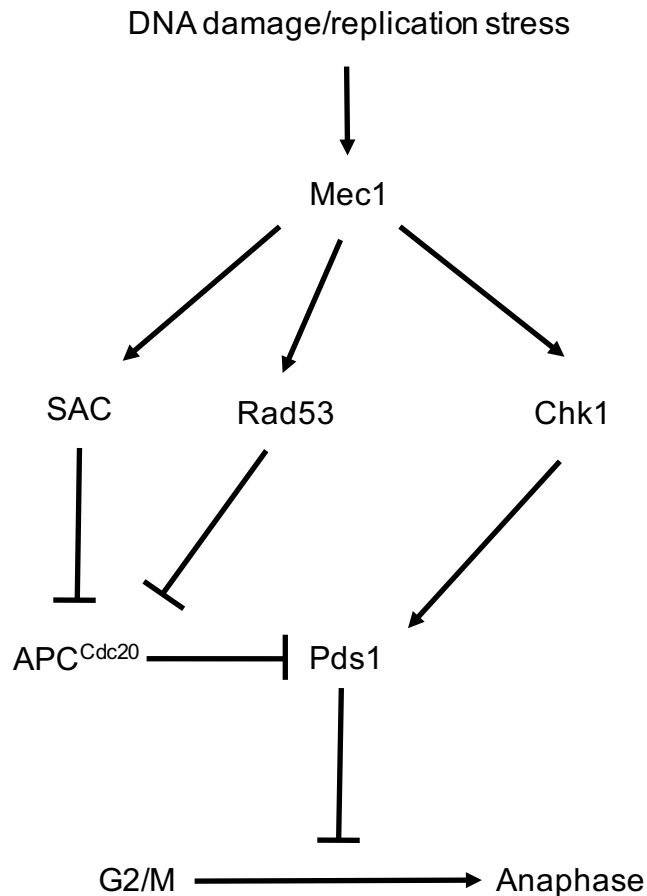 DNA damage/replication stress
Mec1
SAC Rad53 Chk1
APC^Cdc20 Pds1
G2/M Anaphase